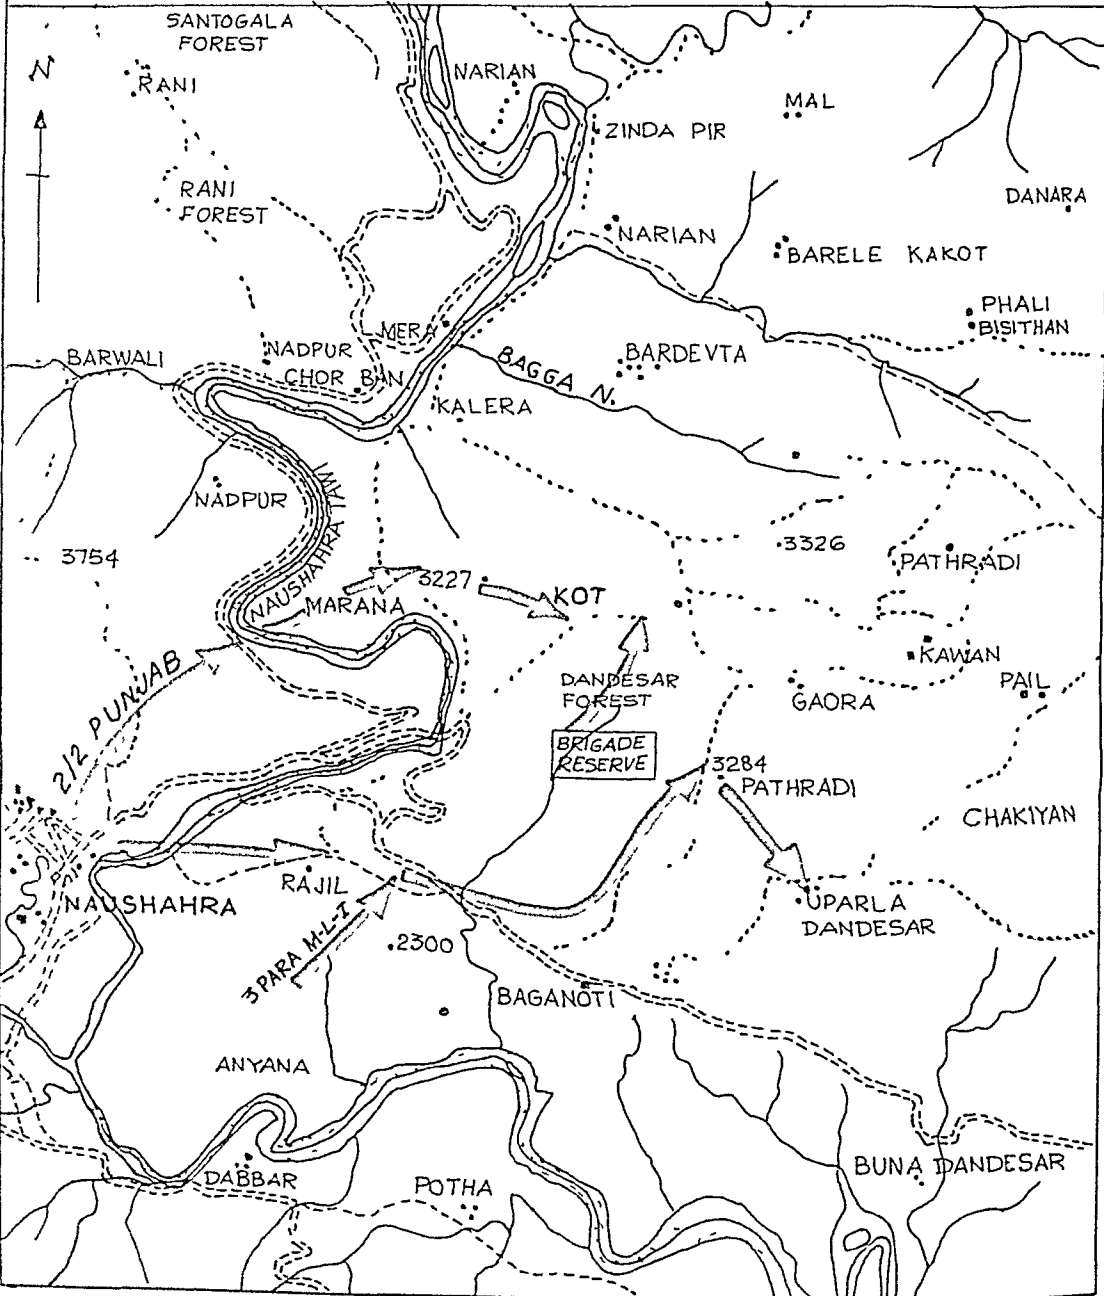 SANTOGALA
FOREST
N
RANI
NARIAN
MAL
ZINDA PIR
RANI
FOREST
DANARA
NARIAN
BARELE KAKOT
PHALI
BISITHAN
MERA
BARWALI
NADPUR
CHOR BAN
BAGGA N.
BARDEVTA
KALERA
NADPUR
NAUSHAHRA TAWI
3754
.3326
PATHRADI
3227
KOT
MARANA
KAWAN
2/2 PUNJAB
DANDESAR
FOREST
GAORA
PAIL
BRIGADE
RESERVE
3284
PATHRADI
CHAKIYAN
RAJIL
NAUSHAHRA
UPARLA
DANDESAR
3 PARA M-L-I
.2300
BAGANOTI
ANYANA
DABBAR
POTHA
BUNA DANDESAR